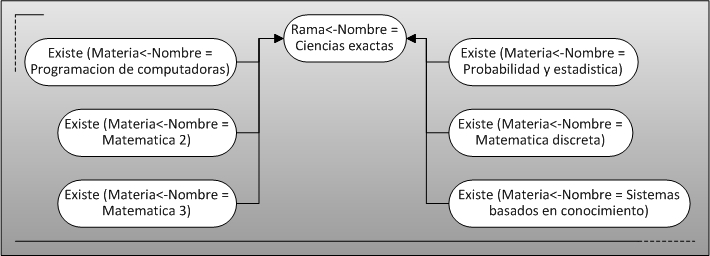 Rama<-Nombre =
Ciencias exactas
Existe (Materia<-Nombre =
Programacion de computadoras)
Existe (Materia<-Nombre =
Matematica 2)
Existe (Materia<-Nombre =
Matematica 3)
Existe (Materia<-Nombre =
Probabilidad y estadistica)
Existe (Materia<-Nombre =
Matematica discreta)
Existe (Materia<-Nombre = Sistemas
basados en conocimiento)